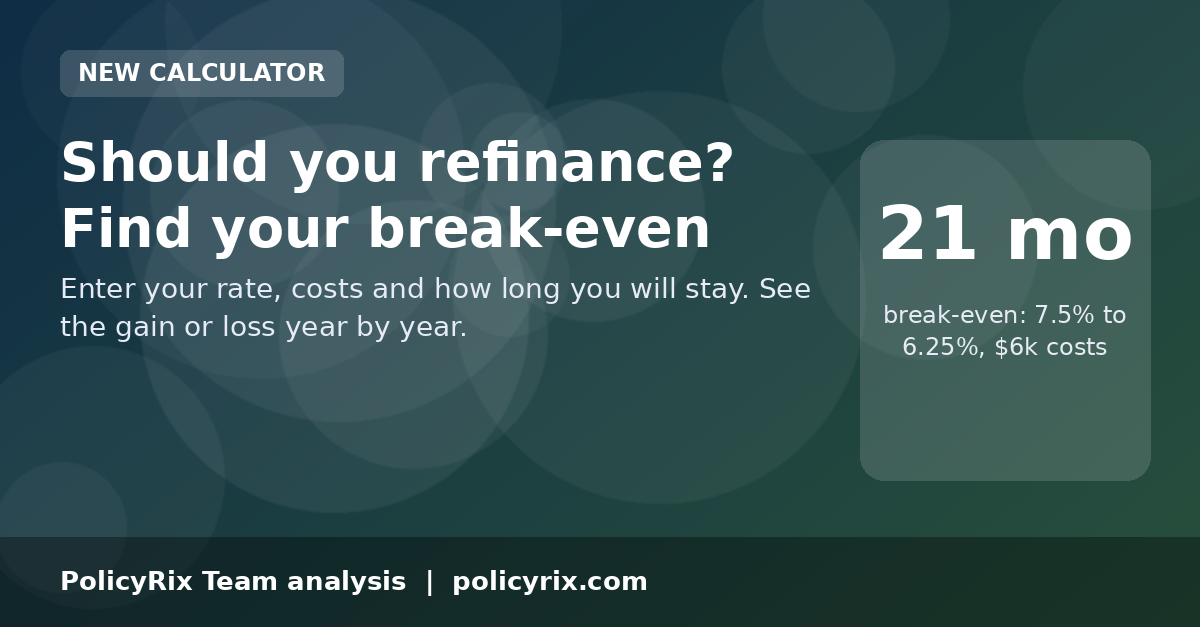 NEW CALCULATOR
Should you refinance?
Find your break-even
Enter your rate, costs and how long you will stay. See
the gain or loss year by year.
21 mo
break-even: 7.5% to
6.25%, $6k costs
PolicyRix Team analysis | policyrix.com